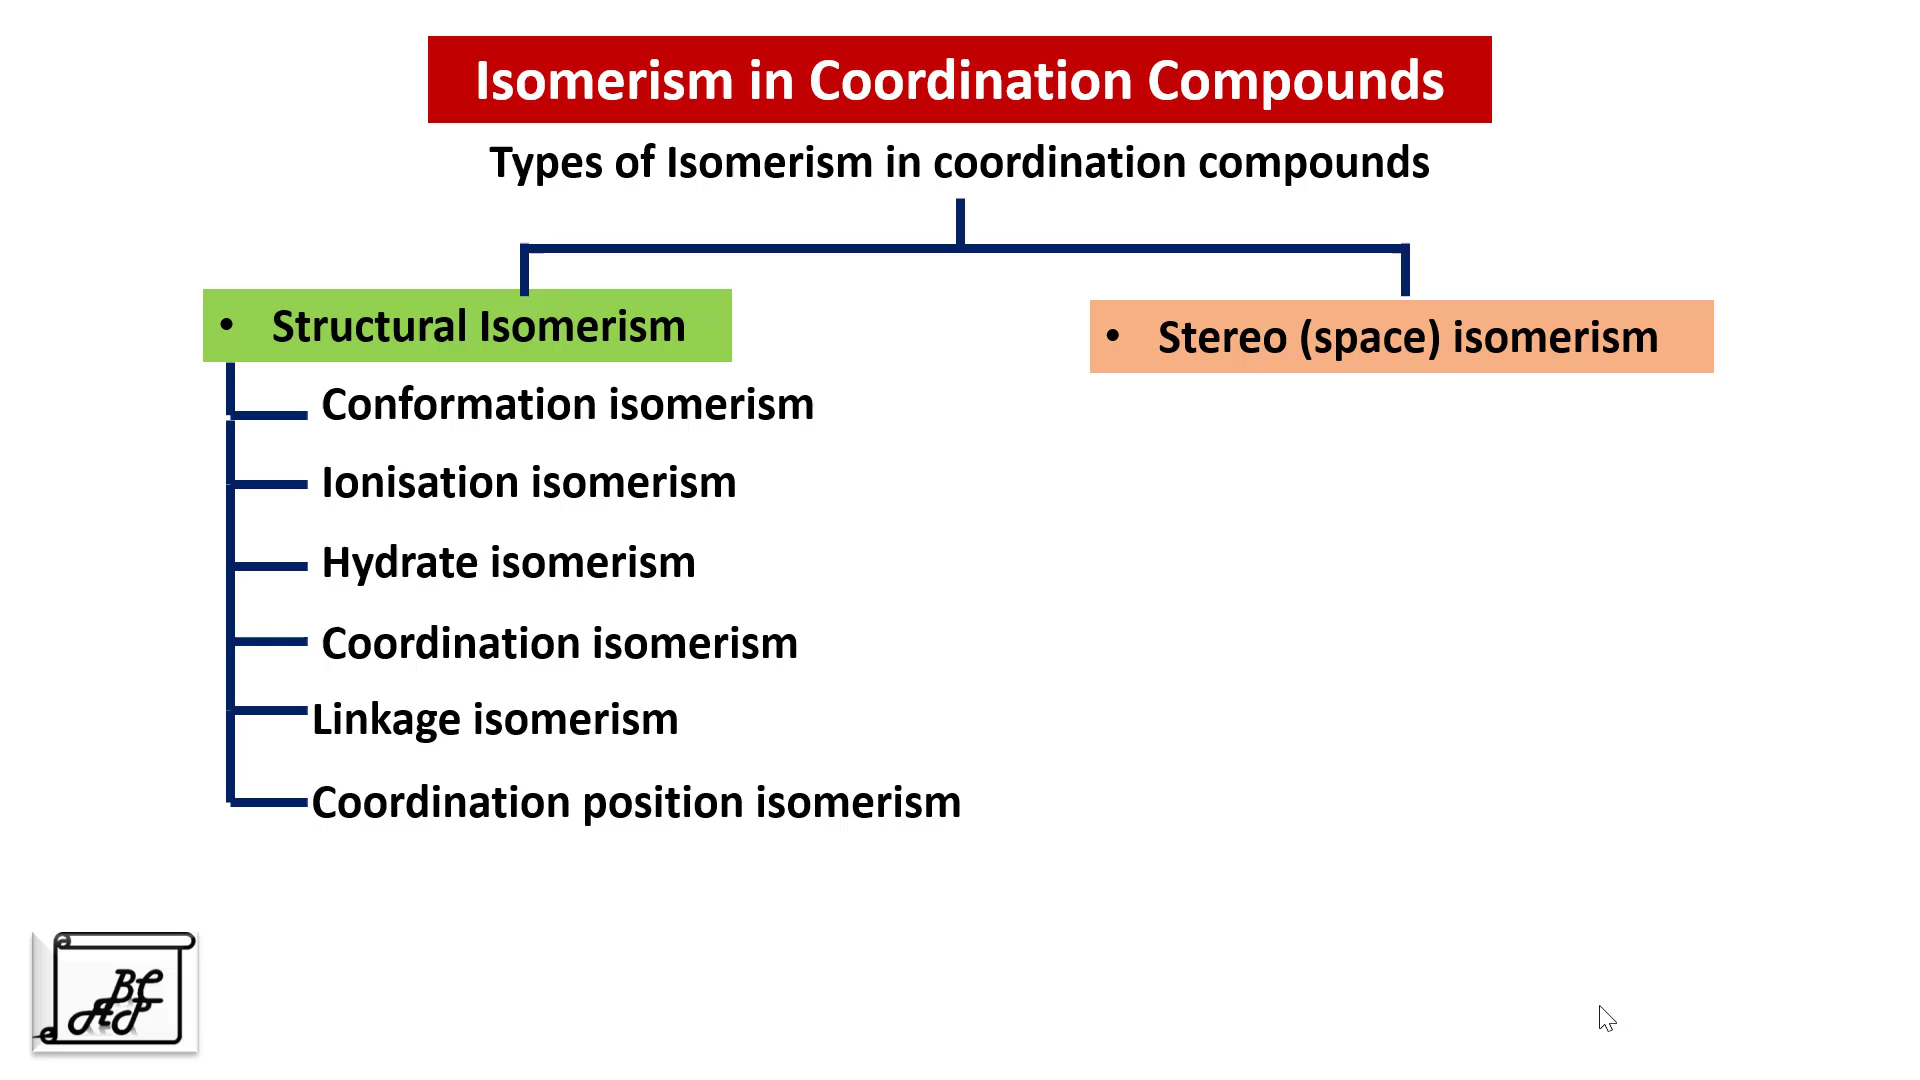 Isomerism in Coordination Compounds
Types of Isomerism in coordination compounds
• Structural Isomerism
• Stereo (space) isomerism
Conformation isomerism
Ionisation isomerism
Hydrate isomerism
Coordination isomerism
Linkage isomerism
Coordination position isomerism